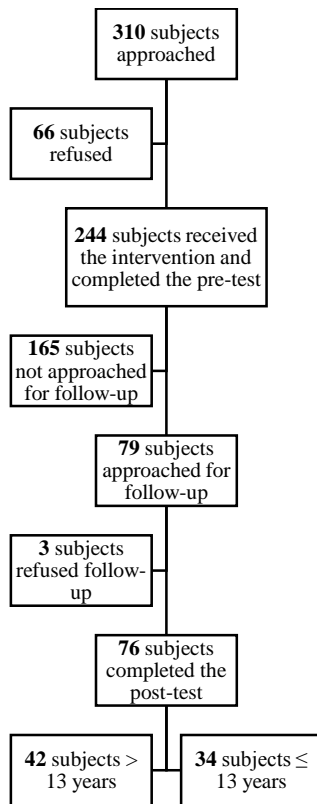 310 subjects
approached
66 subjects
refused
244 subjects received
the intervention and
completed the pre-test
165 subjects
not approached
for follow-up
79 subjects
approached for
follow-up
3 subjects
refused follow-
up
76 subjects
completed the
post-test
42 subjects >
13 years
34 subjects ≤
13 years